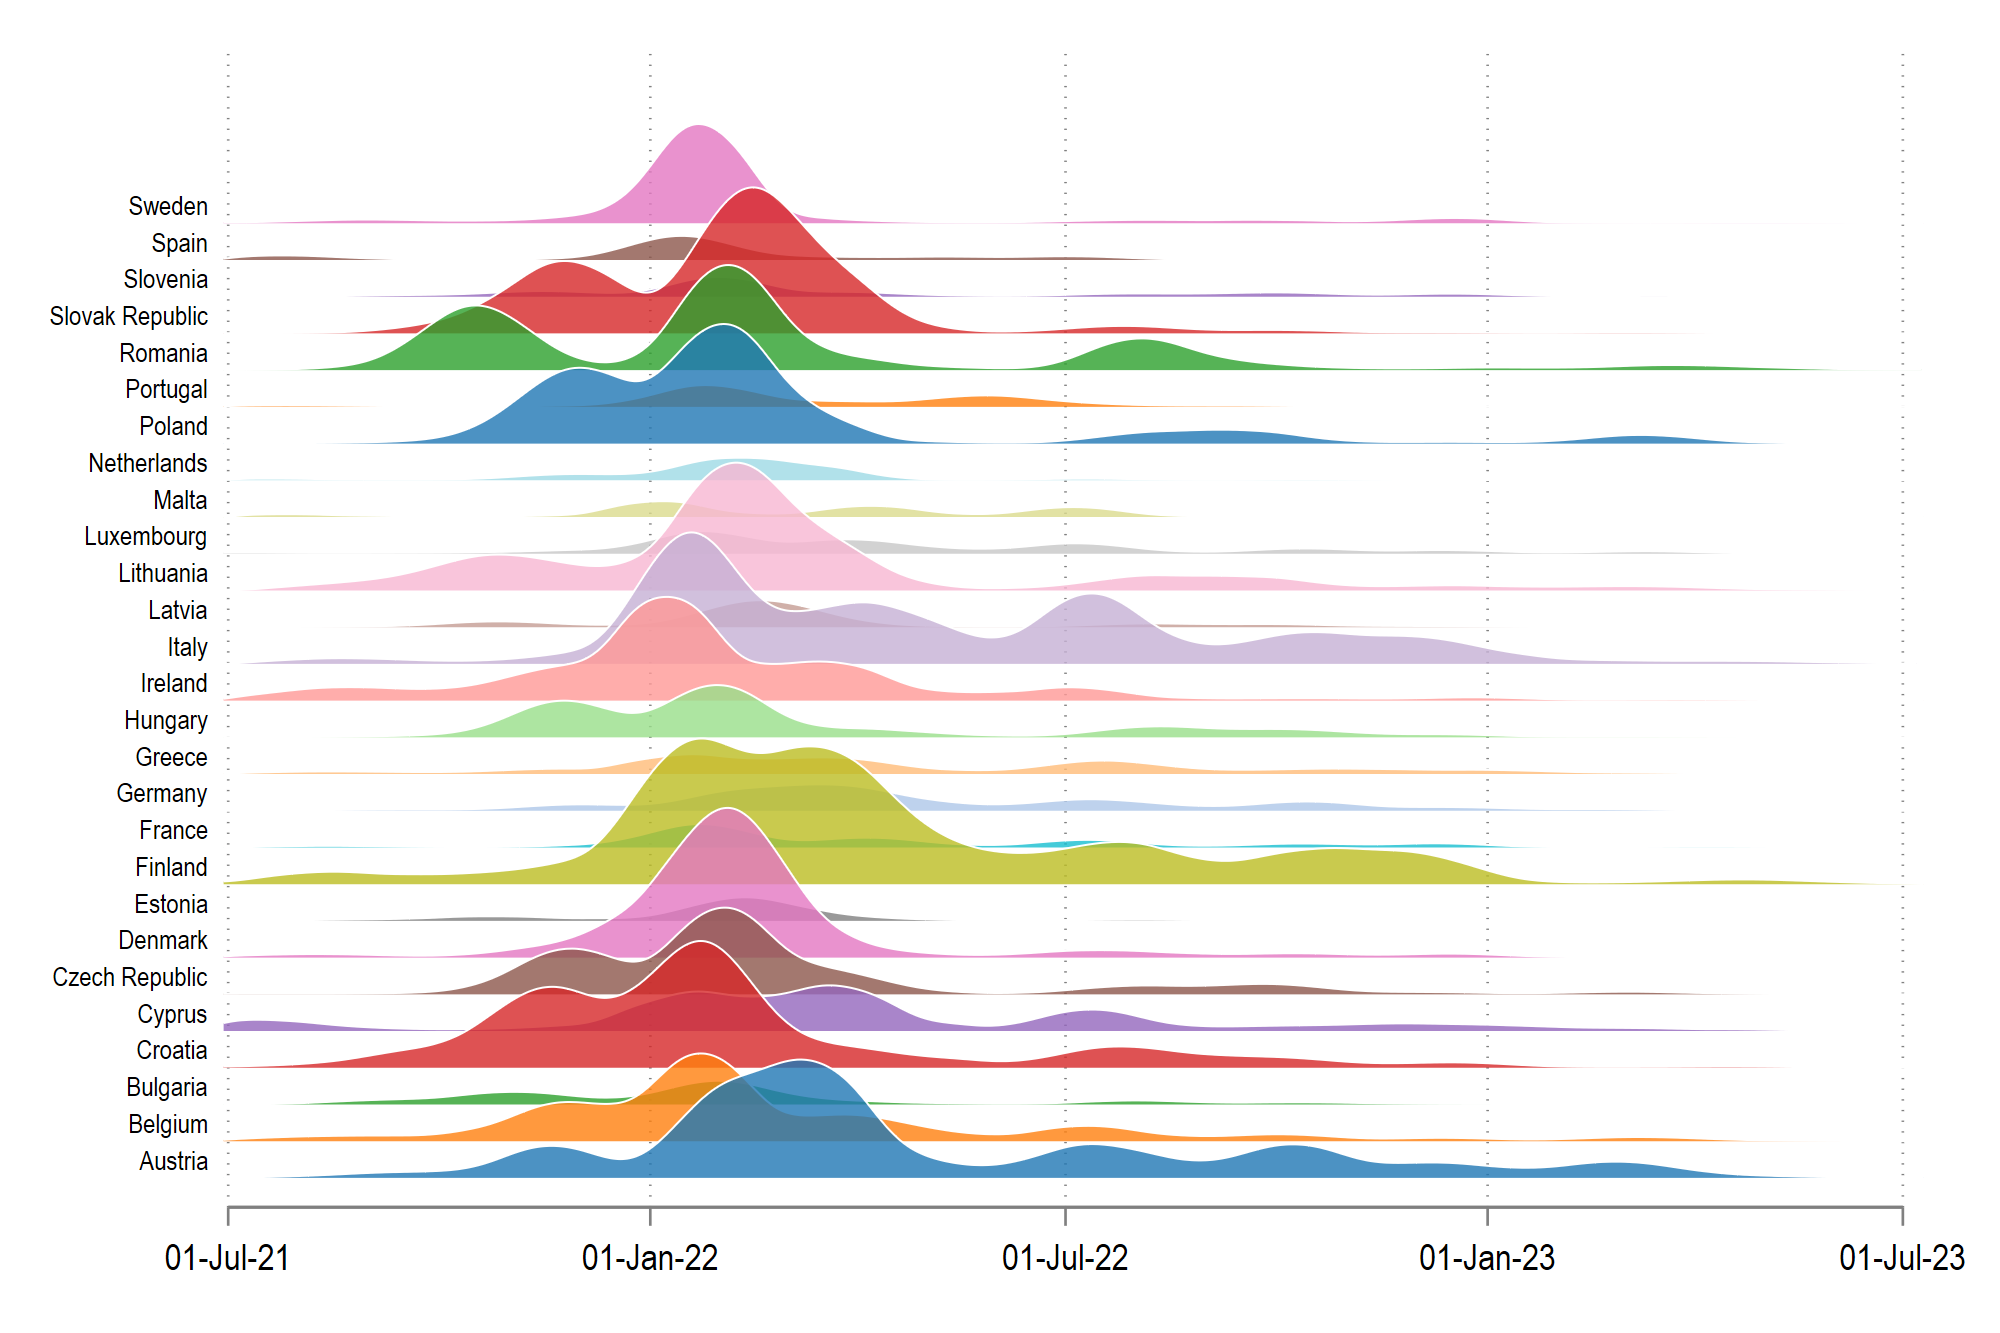 Sweden
Spain
Slovenia
Slovak Republic
Romania
Portugal
Poland
Netherlands
Malta
Luxembourg
Lithuania
Latvia
Italy
Ireland
Hungary
Greece
Germany
France
Finland
Estonia
Denmark
Czech Republic
Cyprus
Croatia
Bulgaria
Belgium
Austria
01-Jul-21 01-Jan-22 01-Jul-22 01-Jan-23 01-Jul-23